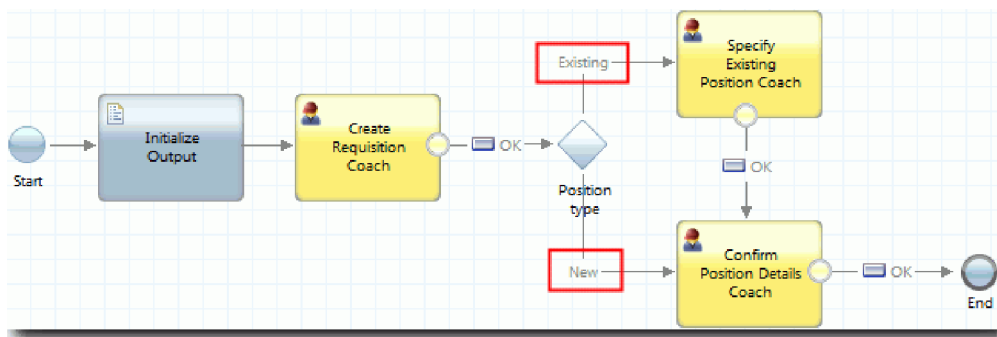 Start
Initialize
Output
Create
Requisition
Coach
OK
Position
type
Existing
Specify
Existing
Position Coach
OK
New
Confirm
Position Details
Coach
OK
End